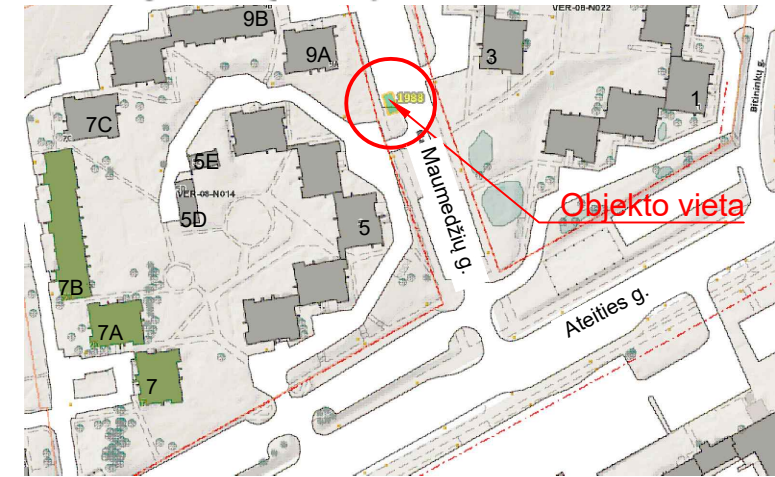 VER-08-N022
9B
9A
3
1988
1
Bitininkų g.
7C
5E
VER-08-N014
5D
5
Maumedžių g.
Objekto vieta
7B
7A
7
Ateities g.